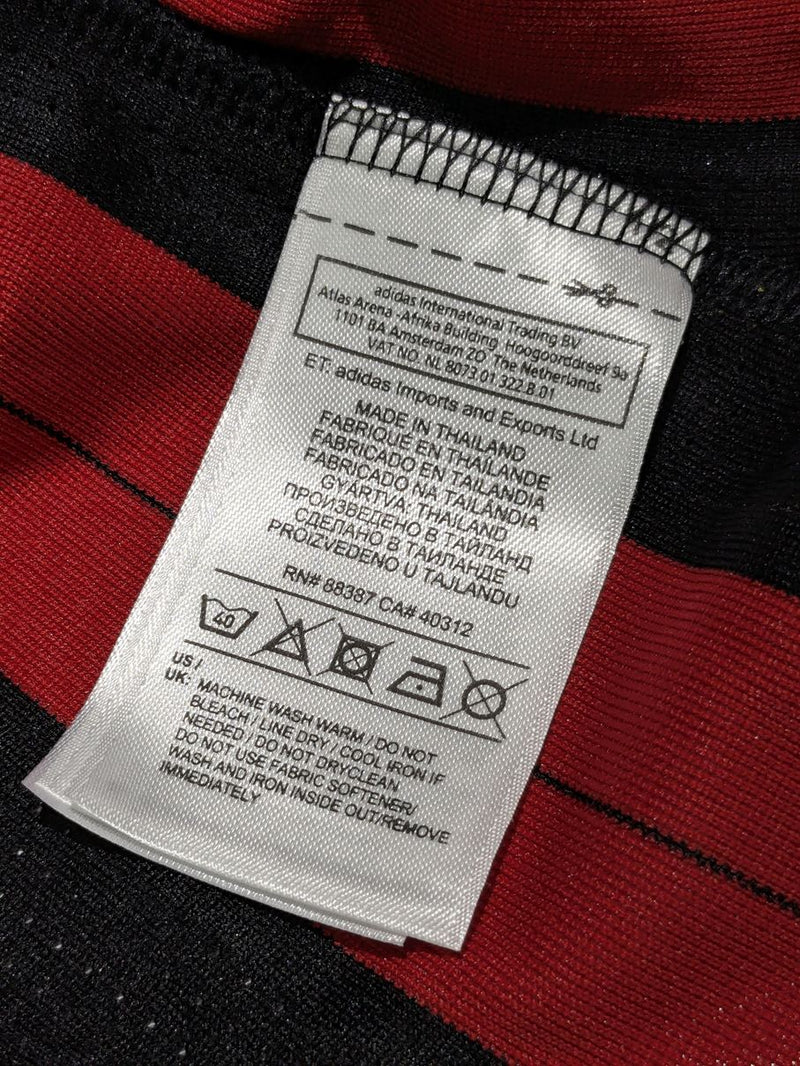 adidas International Trading BV
Atlas Arena -Afrika Building Hoogoorddreef 9a
1101 BA Amsterdam ZO The Netherlands
VAT NO. NL 8073.01.322.B.01
ET: adidas Imports and Exports Ltd
MADE IN THAILAND
FABRIQUÉ EN THAÏLANDE
FABRICADO EN TAILANDIA
FABRICADO NA TAILÂNDIA
GYÁRTVA: THAILAND
ПРОИЗВЕДЕНО В ТАЙЛАНД
СДЕЛАНО В ТАИЛАНДЕ
PROIZVEDENO U TAJLANDU
RN# 88387 CA# 40312
40
US /
UK: MACHINE WASH WARM / DO NOT
BLEACH / LINE DRY / COOL IRON IF
NEEDED / DO NOT DRYCLEAN
DO NOT USE FABRIC SOFTENER/
WASH AND IRON INSIDE OUT/REMOVE
IMMEDIATELY